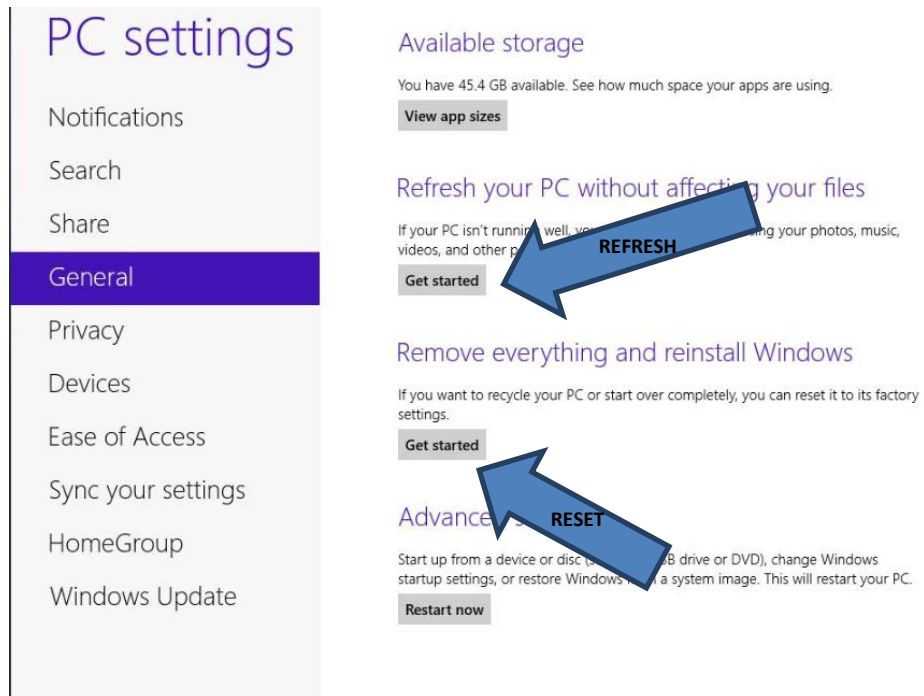 PC settings
Notifications
Search
Share
General
Privacy
Devices
Ease of Access
Sync your settings
HomeGroup
Windows Update
Available storage
You have 45.4 GB available. See how much space your apps are using.
View app sizes
Refresh your PC without affecting your files
If your PC isn't running well, your photos, music,
videos, and other
REFRESH
Get started
Remove everything and reinstall Windows
If you want to recycle your PC or start over completely, you can reset it to its factory
settings.
Get started
RESET
Advanced
Start up from a device or disc drive or DVD), change Windows
startup settings, or restore Windows a system image. This will restart your PC.
Restart now